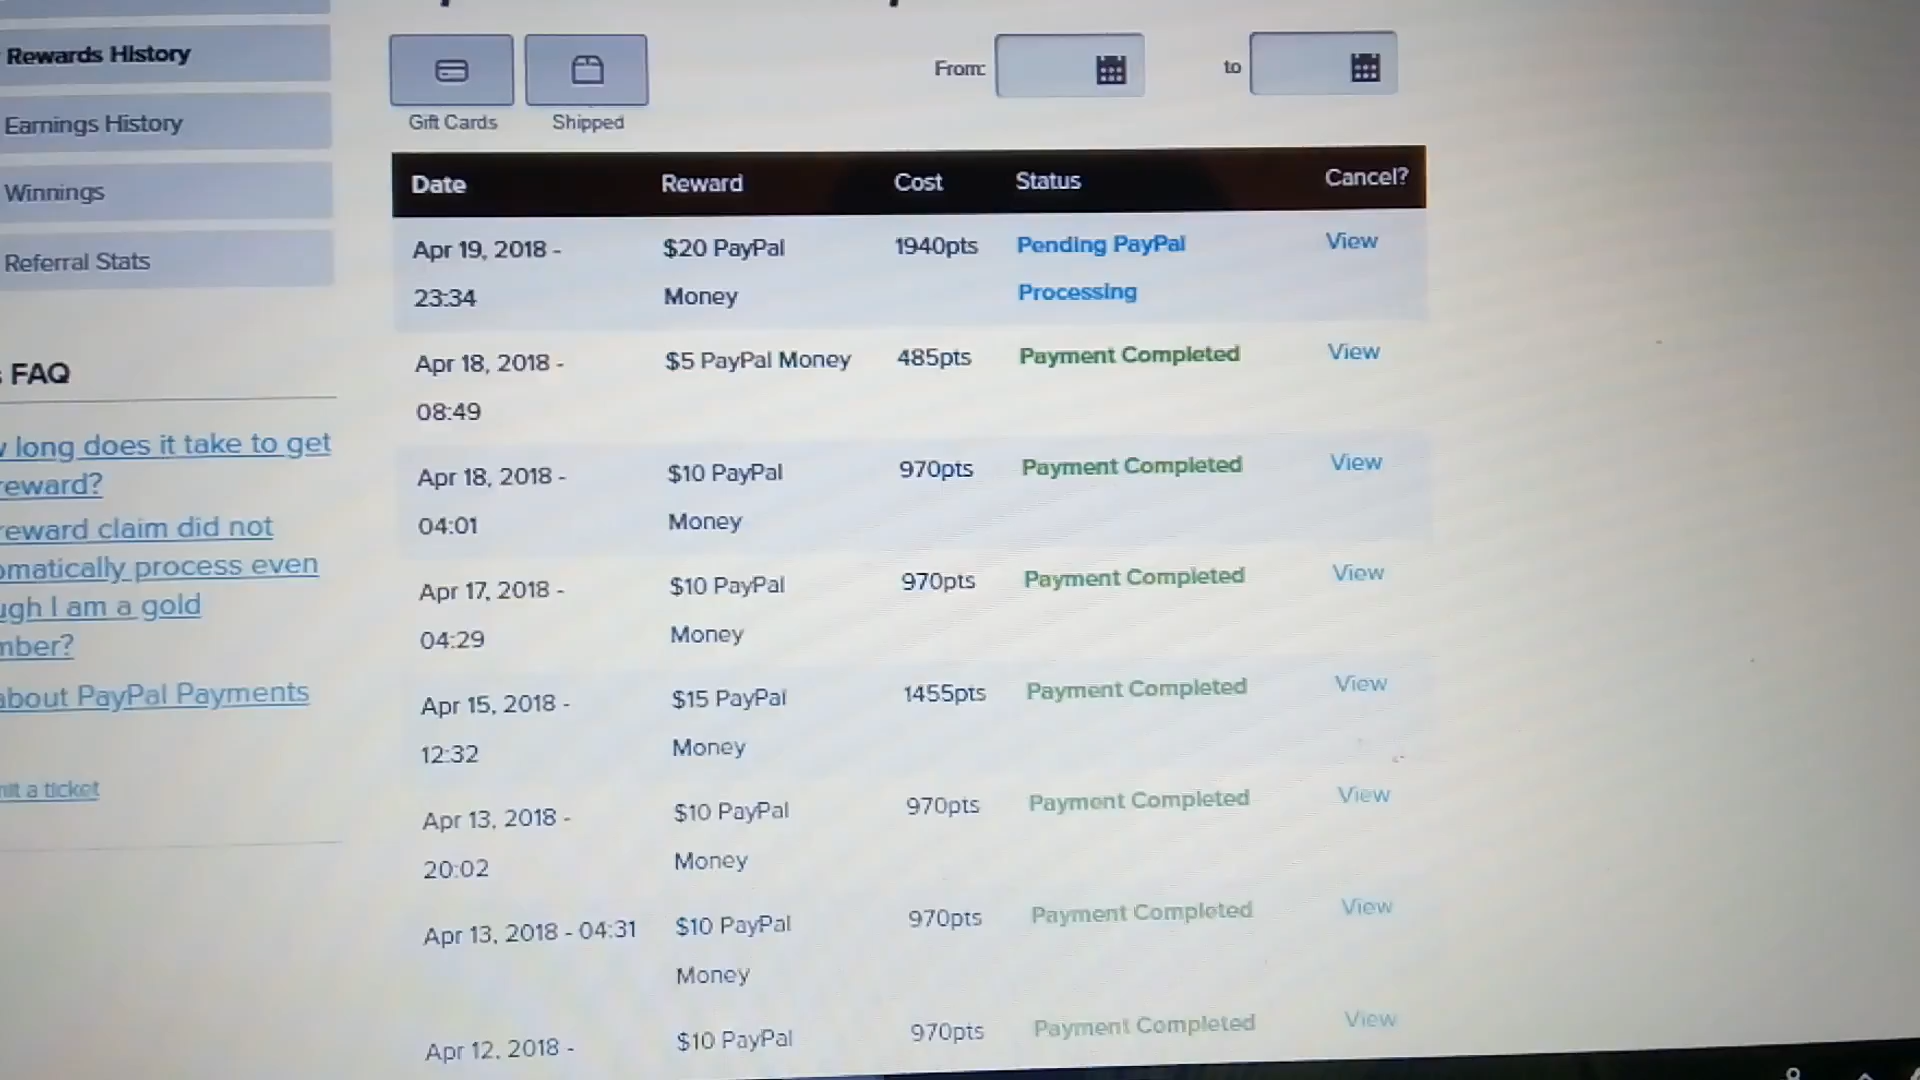 Rewards History
Earnings History
Winnings
Referral Stats
FAQ
long does it take to get
reward?
reward claim did not
omatically process even
ugh I am a gold
mber?
about PayPal Payments
a ticket
Gift Cards
Shipped
From:
to
Date Reward Cost Status Cancel?
Apr 19, 2018 - $20 PayPal 1940pts Pending PayPal View
23:34 Money Processing
Apr 18, 2018 - $5 PayPal Money 485pts Payment Completed View
08:49
Apr 18, 2018 - $10 PayPal 970pts Payment Completed View
04:01 Money
Apr 17, 2018 - $10 PayPal 970pts Payment Completed View
04:29 Money
Apr 15, 2018 - $15 PayPal 1455pts Payment Completed View
12:32 Money
Apr 13, 2018 - $10 PayPal 970pts Payment Completed View
20:02 Money
Apr 13, 2018 - 04:31 $10 PayPal 970pts Payment Completed View
Money
Apr 12, 2018 - $10 PayPal 970pts Payment Completed View